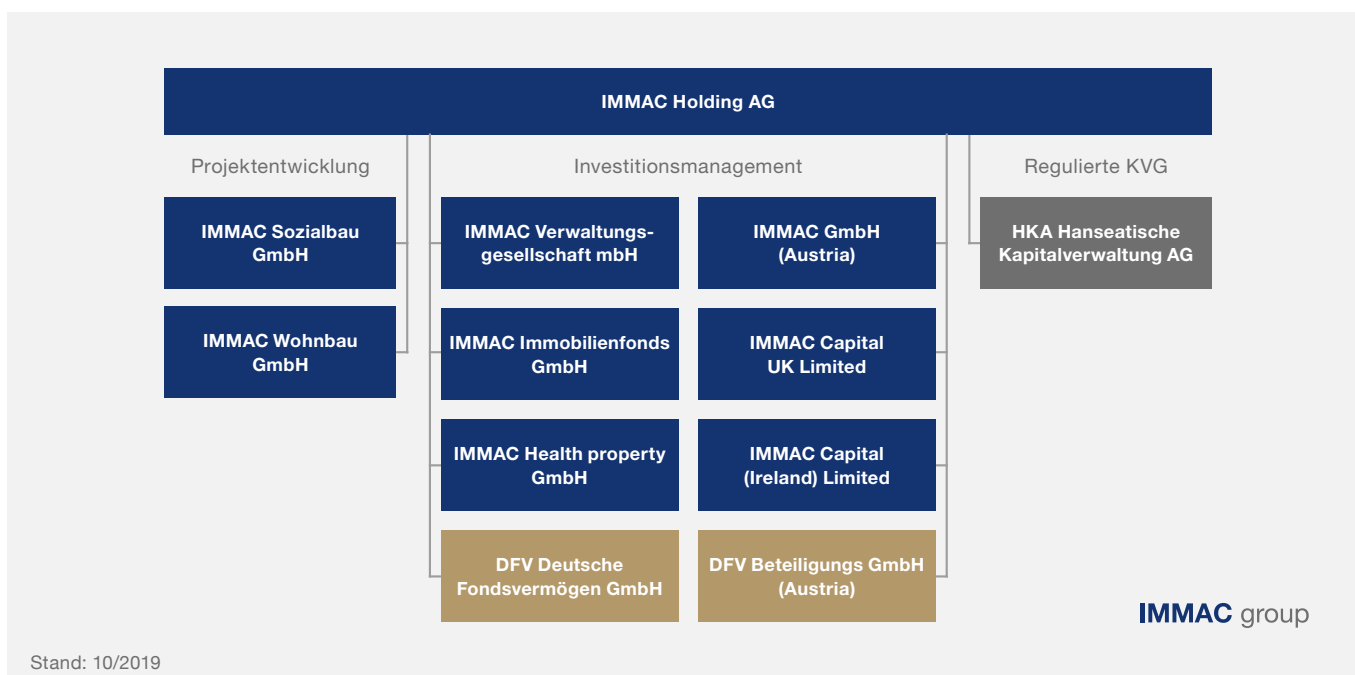 IMMAC Holding AG
Projektentwicklung
IMMAC Sozialbau
GmbH
IMMAC Wohnbau
GmbH
Investitionsmanagement
IMMAC Verwaltungs-
gesellschaft mbH
IMMAC Immobilienfonds
GmbH
IMMAC Health property
GmbH
DFV Deutsche
Fondsvermögen GmbH
IMMAC GmbH
(Austria)
IMMAC Capital
UK Limited
IMMAC Capital
(Ireland) Limited
DFV Beteiligungs GmbH
(Austria)
Regulierte KVG
HKA Hanseatische
Kapitalverwaltung AG
IMMAC group
Stand: 10/2019